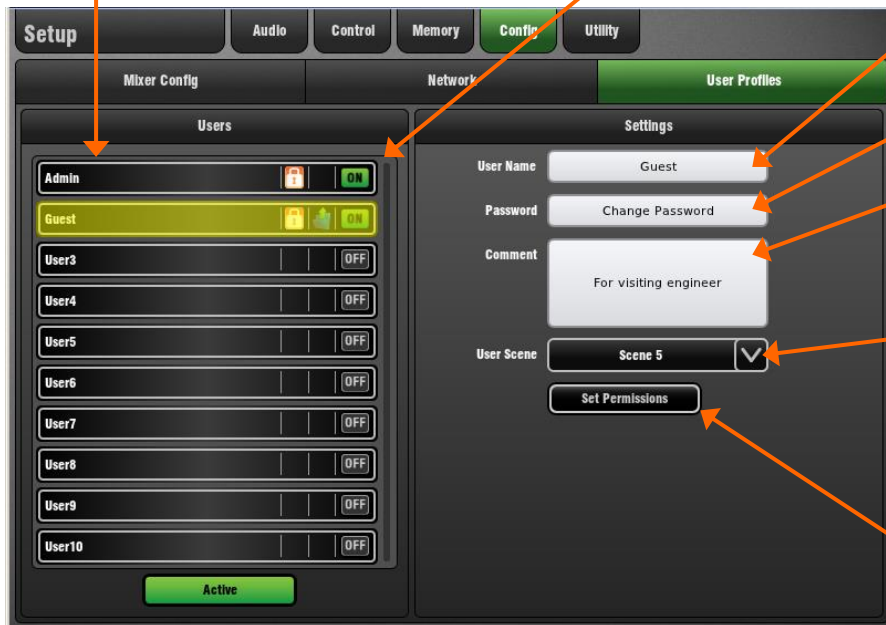 Setup Audio Control Memory Config Utility
Mixer Config Network User Profiles
Users
Admin ON
Guest ON
User3 OFF
User4 OFF
User5 OFF
User6 OFF
User7 OFF
User8 OFF
User9 OFF
User10 OFF
Active
Settings
User Name Guest
Password Change Password
Comment For visiting engineer
User Scene Scene 5
Set Permissions